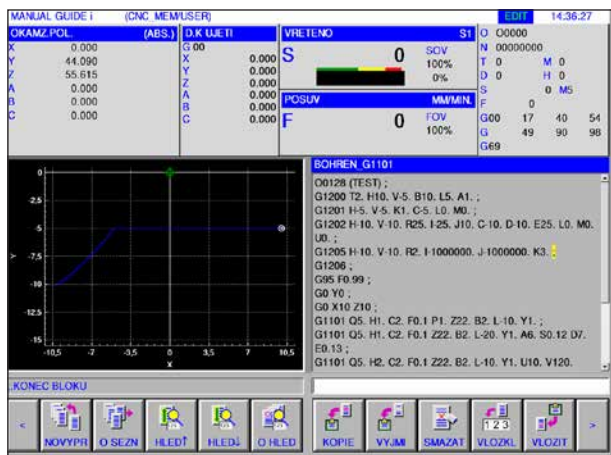 MANUAL GUIDE i (CNC_MEM/USER) EDIT 14:36:27
OKAMZ.POL. (ABS.)
X 0.000
Y 44.090
Z 55.615
A 0.000
B 0.000
C 0.000
D.K UJETI
G 00
X 0.000
Y 0.000
Z 0.000
A 0.000
B 0.000
C 0.000
VRETENO S1
S 0 SOV
100%
0%
POSUV MM/MIN.
F 0 FOV
100%
O O0000
N 00000000
T 0 M 0
D 0 H 0
S 0 M5
F 0
G00 17 40 54
G 49 90 98
G69
0
-2,5
-5
-7,5
-10
-15
Y
-10,5 -7 -3,5 0 3,5 7 10,5
X
BOHREN_G1101
O0128 (TEST) ;
G1200 T2. H10. V-5. B10. L5. A1. ;
G1201 H-5. V-5. K1. C-5. L0. M0. ;
G1202 H-10. V-10. R25. I-25. J10. C-10. D-10. E25. L0. M0.
U0. ;
G1205 H-10. V-10. R2. I-1000000. J-1000000. K3. ;
G1206 ;
G95 F0.99 ;
G0 Y0 ;
G0 X10 Z10 ;
G1101 Q5. H1. C2. F0.1 P1. Z22. B2. L-10. Y1. ;
G1101 Q5. H1. C2. F0.1 Z22. B2. L-20. Y1. A6. S0.12 D7.
E0.13 ;
G1101 Q5. H2. C2. F0.1 Z22. B2. L-10. Y1. U10. V120.
.KONEC BLOKU
< NOVYPR O SEZN HLED↑ HLED↓ O HLED KOPIE VYJMI SMAZAT VLOZKL VLOZIT >
123